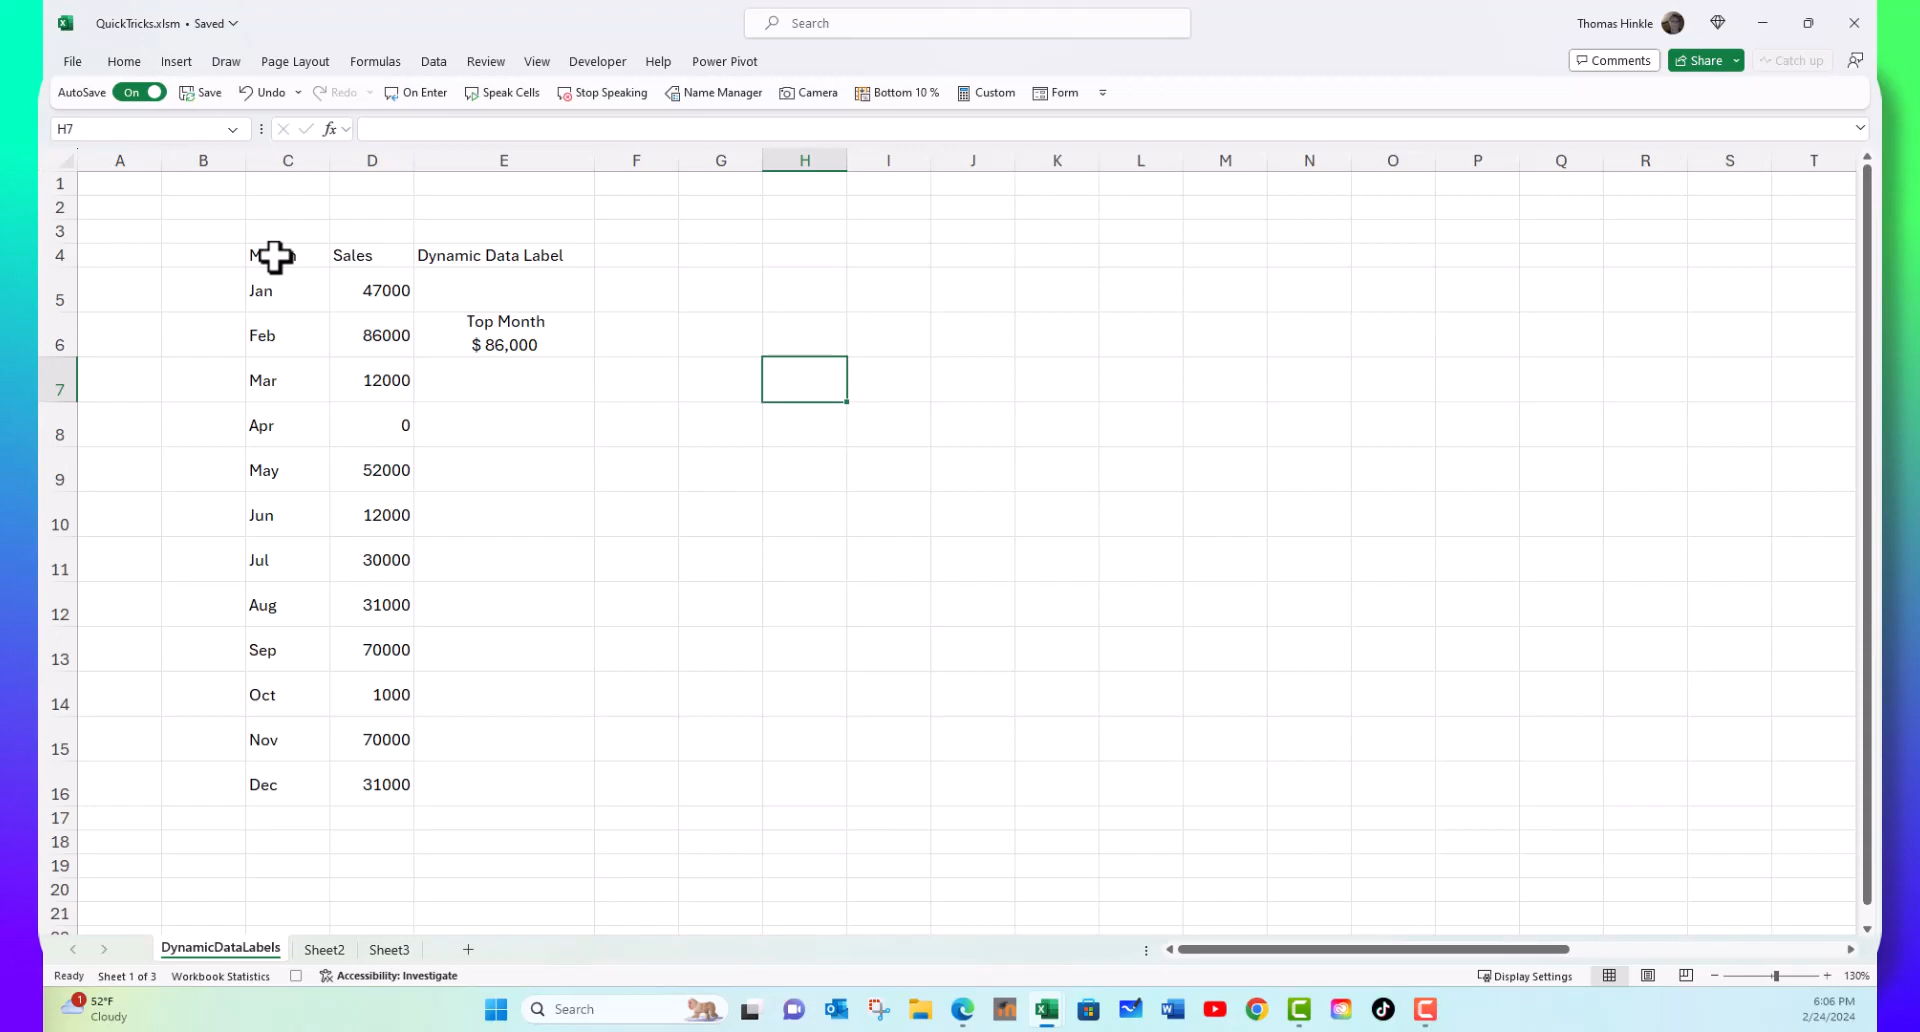 QuickTricks.xlsm • Saved
Search
Thomas Hinkle
File Home Insert Draw Page Layout Formulas Data Review View Developer Help Power Pivot
Comments Share Catch up
AutoSave On Save Undo Redo On Enter Speak Cells Stop Speaking Name Manager Camera Bottom 10 % Custom Form
H7 fx
A B C D E F G H I J K L M N O P Q R S T
1
2
3
4 Sales Dynamic Data Label
5 Jan 47000
6 Feb 86000 Top Month
$ 86,000
7 Mar 12000
8 Apr 0
9 May 52000
10 Jun 12000
11 Jul 30000
12 Aug 31000
13 Sep 70000
14 Oct 1000
15 Nov 70000
16 Dec 31000
17
18
19
20
21
DynamicDataLabels Sheet2 Sheet3
Ready Sheet 1 of 3 Workbook Statistics Accessibility: Investigate Display Settings 130%
1 52°F
Cloudy
Search
6:06 PM
2/24/2024